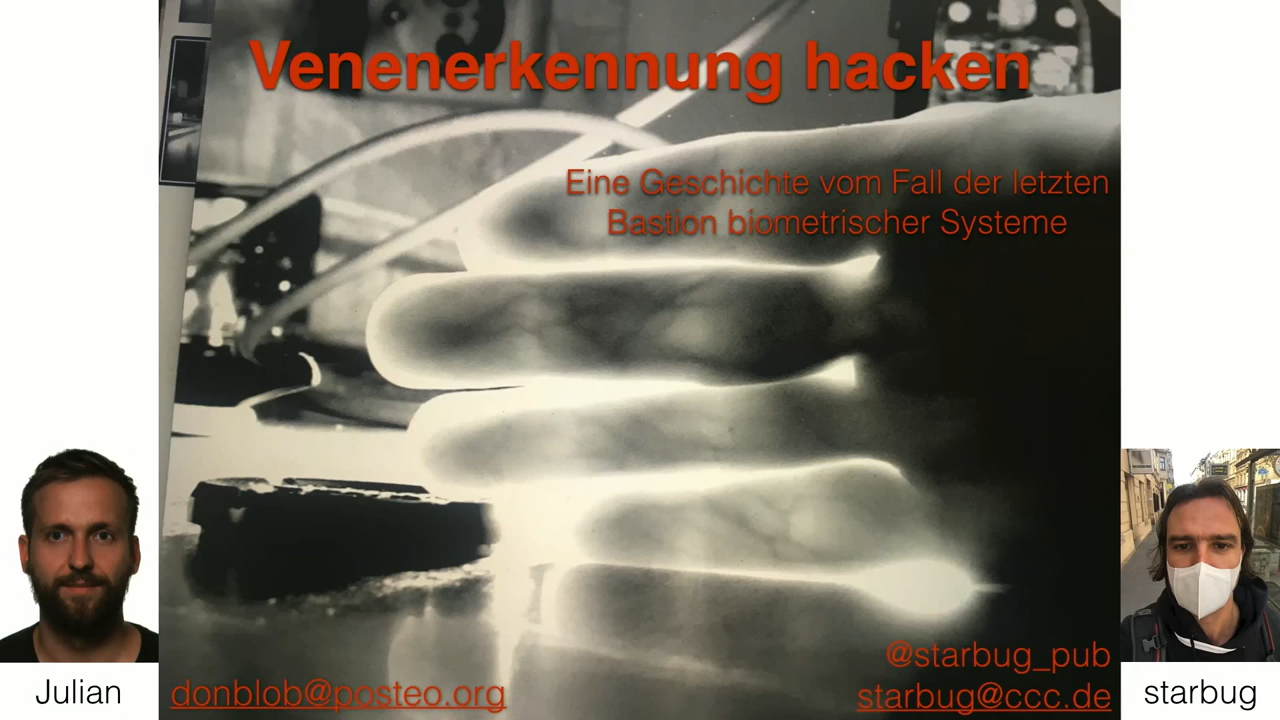 Venenerkennung hacken
Eine Geschichte vom Fall der letzten
Bastion biometrischer Systeme
@starbug_pub
starbug@ccc.de
donblob@posteo.org
Julian
starbug